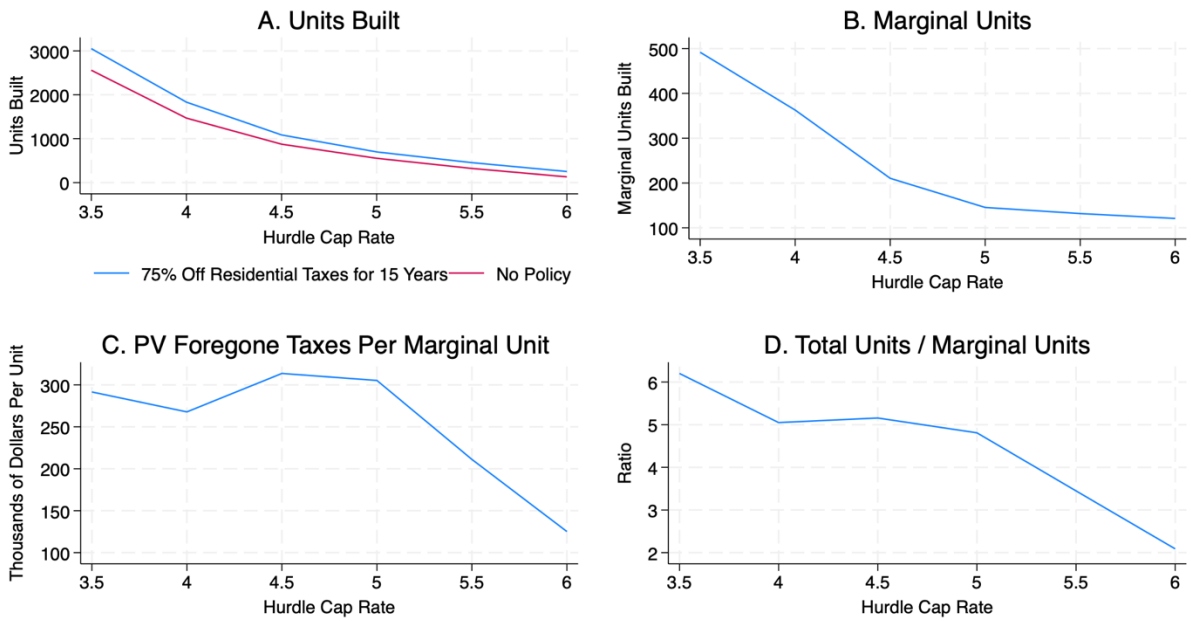 A. Units Built
Units Built
3000
2000
1000
0
3.5 4 4.5 5 5.5 6
Hurdle Cap Rate
75% Off Residential Taxes for 15 Years No Policy
B. Marginal Units
Marginal Units Built
500
400
300
200
100
3.5 4 4.5 5 5.5 6
Hurdle Cap Rate
C. PV Foregone Taxes Per Marginal Unit
Thousands of Dollars Per Unit
300
250
200
150
100
3.5 4 4.5 5 5.5 6
Hurdle Cap Rate
D. Total Units / Marginal Units
Ratio
6
5
4
3
2
3.5 4 4.5 5 5.5 6
Hurdle Cap Rate